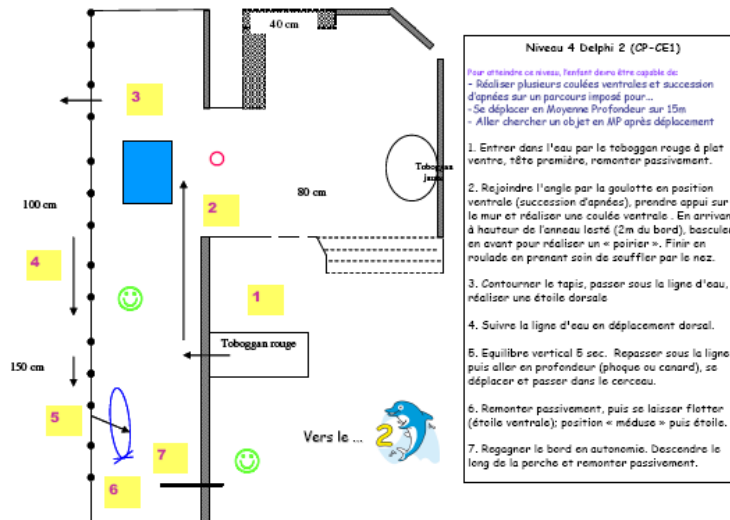 40 cm
3
Toboggan
jaune
100 cm
80 cm
2
4
1
Toboggan rouge
150 cm
5
7
6
Vers le ...
2
Niveau 4 Delphi 2 (CP-CE1)
Pour atteindre ce niveau, l'enfant devra être capable de:
- Réaliser plusieurs coulées ventrales et succession
d'apnées sur un parcours imposé pour...
-Se déplacer en Moyenne Profondeur sur 15m
- Aller chercher un objet en MP après déplacement
1. Entrer dans l'eau par le toboggan rouge à plat
ventre, tête première, remonter passivement.
2. Rejoindre l'angle par la goulotte en position
ventrale (succession d'apnées), prendre appui sur
le mur et réaliser une coulée ventrale . En arrivan
à hauteur de l'anneau lesté (2m du bord), bascule
en avant pour réaliser un « poirier ». Finir en
roulade en prenant soin de souffler par le nez.
3. Contourner le tapis, passer sous la ligne d'eau,
réaliser une étoile dorsale
4. Suivre la ligne d'eau en déplacement dorsal.
5. Equilibre vertical 5 sec. Repasser sous la ligne
puis aller en profondeur (phoque ou canard), se
déplacer et passer dans le cerceau.
6. Remonter passivement, puis se laisser flotter
(étoile ventrale); position « méduse » puis étoile.
7. Regagner le bord en autonomie. Descendre le
long de la perche et remonter passivement.